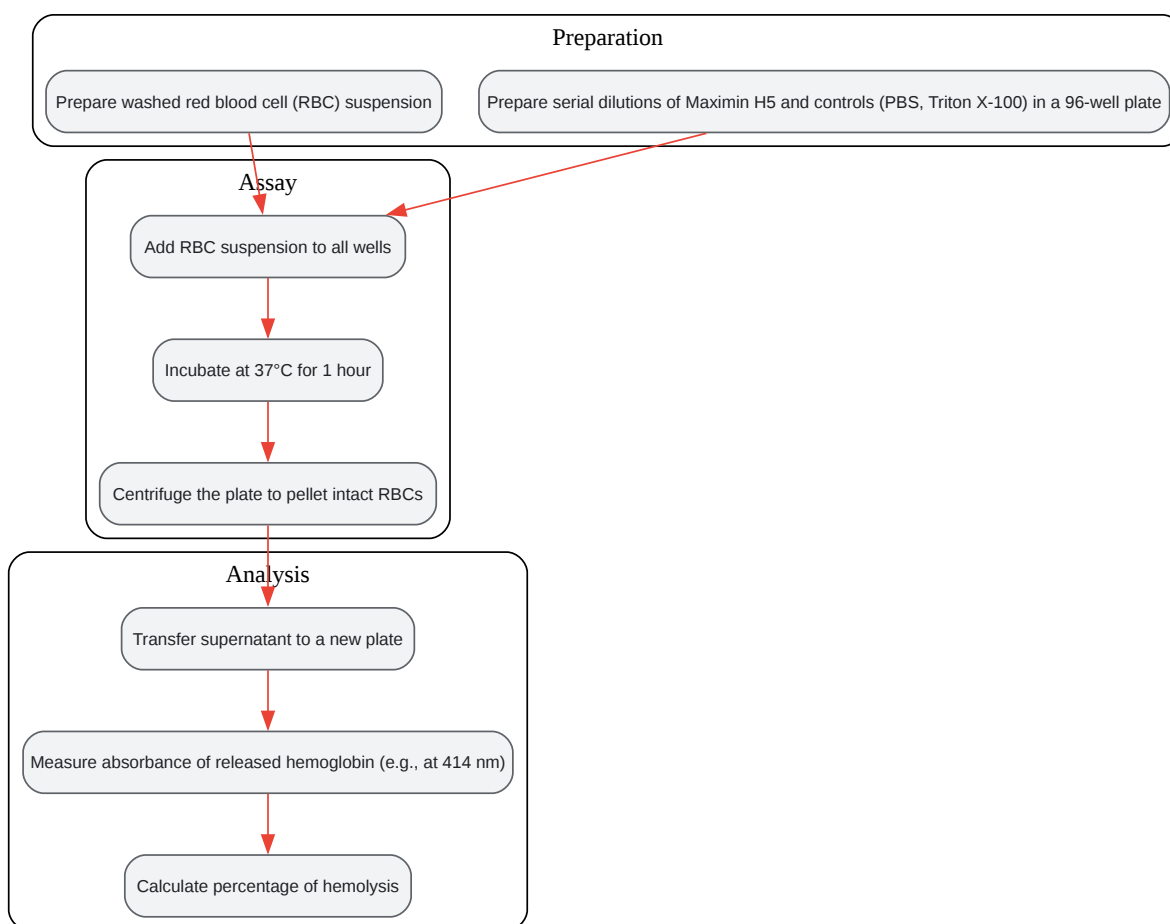 Preparation
Prepare washed red blood cell (RBC) suspension
Prepare serial dilutions of Maximin H5 and controls (PBS, Triton X-100) in a 96-well plate
Assay
Add RBC suspension to all wells
Incubate at 37°C for 1 hour
Centrifuge the plate to pellet intact RBCs
Analysis
Transfer supernatant to a new plate
Measure absorbance of released hemoglobin (e.g., at 414 nm)
Calculate percentage of hemolysis